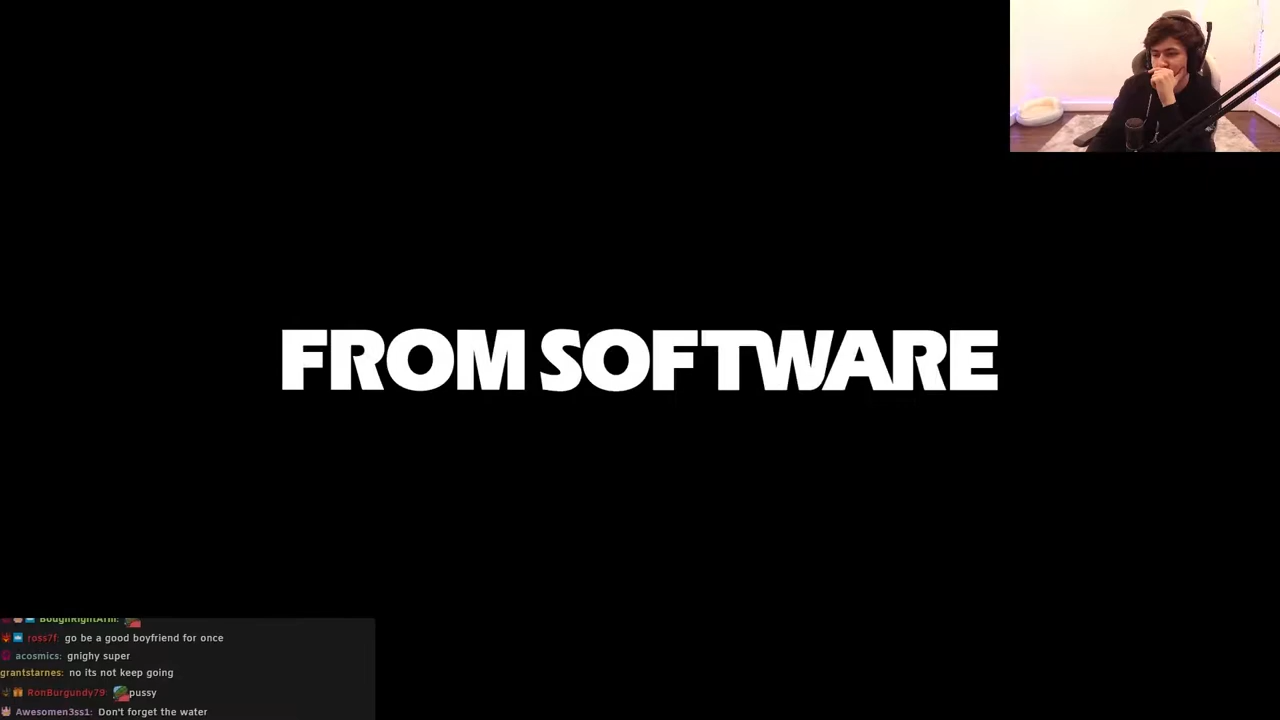 FROM SOFTWARE
BoughRightArm:
ross7f: go be a good boyfriend for once
acosmics: gnighy super
grantstarnes: no its not keep going
RonBurgundy79: pussy
Awesomen3ss1: Don't forget the water